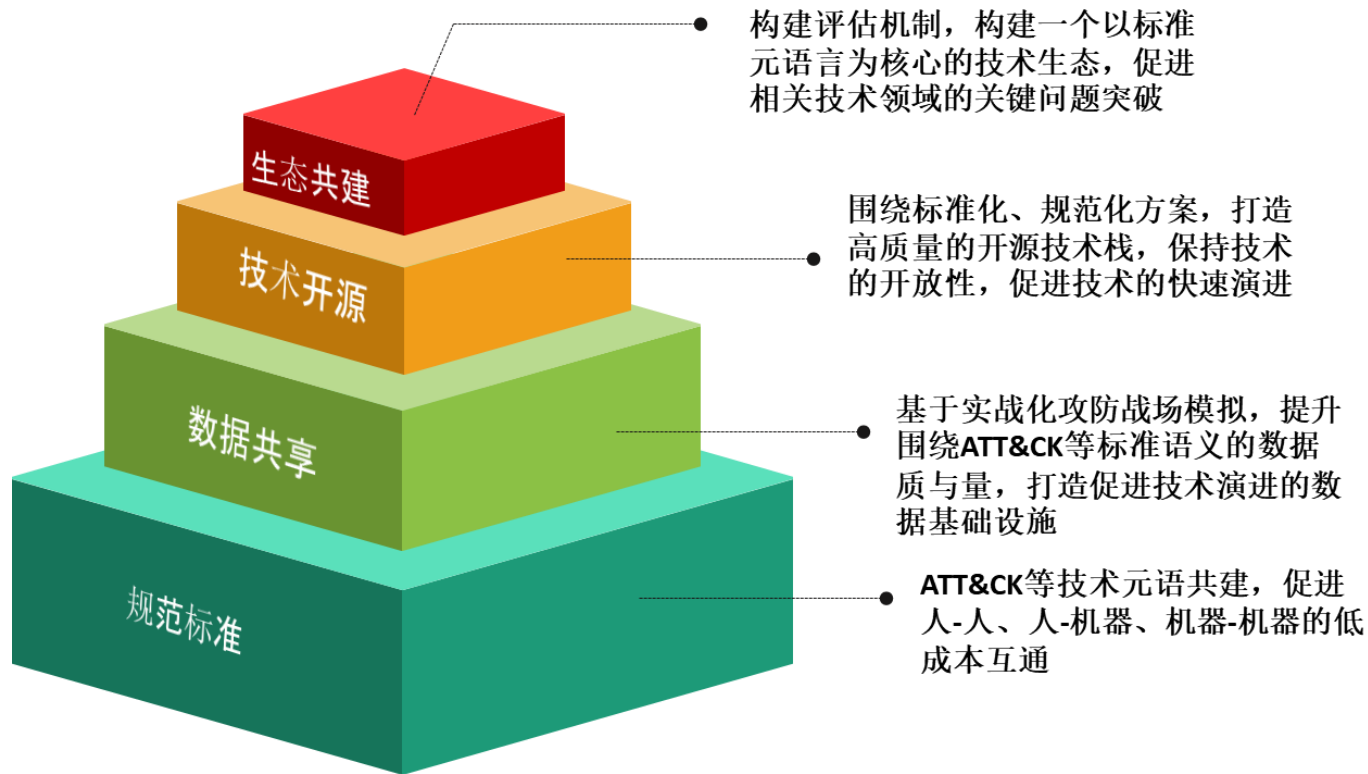 构建评估机制，构建一个以标准
元语言为核心的技术生态，促进
相关技术领域的关键问题突破
生态共建
围绕标准化、规范化方案，打造
高质量的开源技术栈，保持技术
的开放性，促进技术的快速演进
技术开源
基于实战化攻防战场模拟，提升
围绕ATT&CK等标准语义的数据
质与量，打造促进技术演进的数
据基础设施
数据共享
ATT&CK等技术元语共建，促进
人-人、人-机器、机器-机器的低
成本互通
规范标准